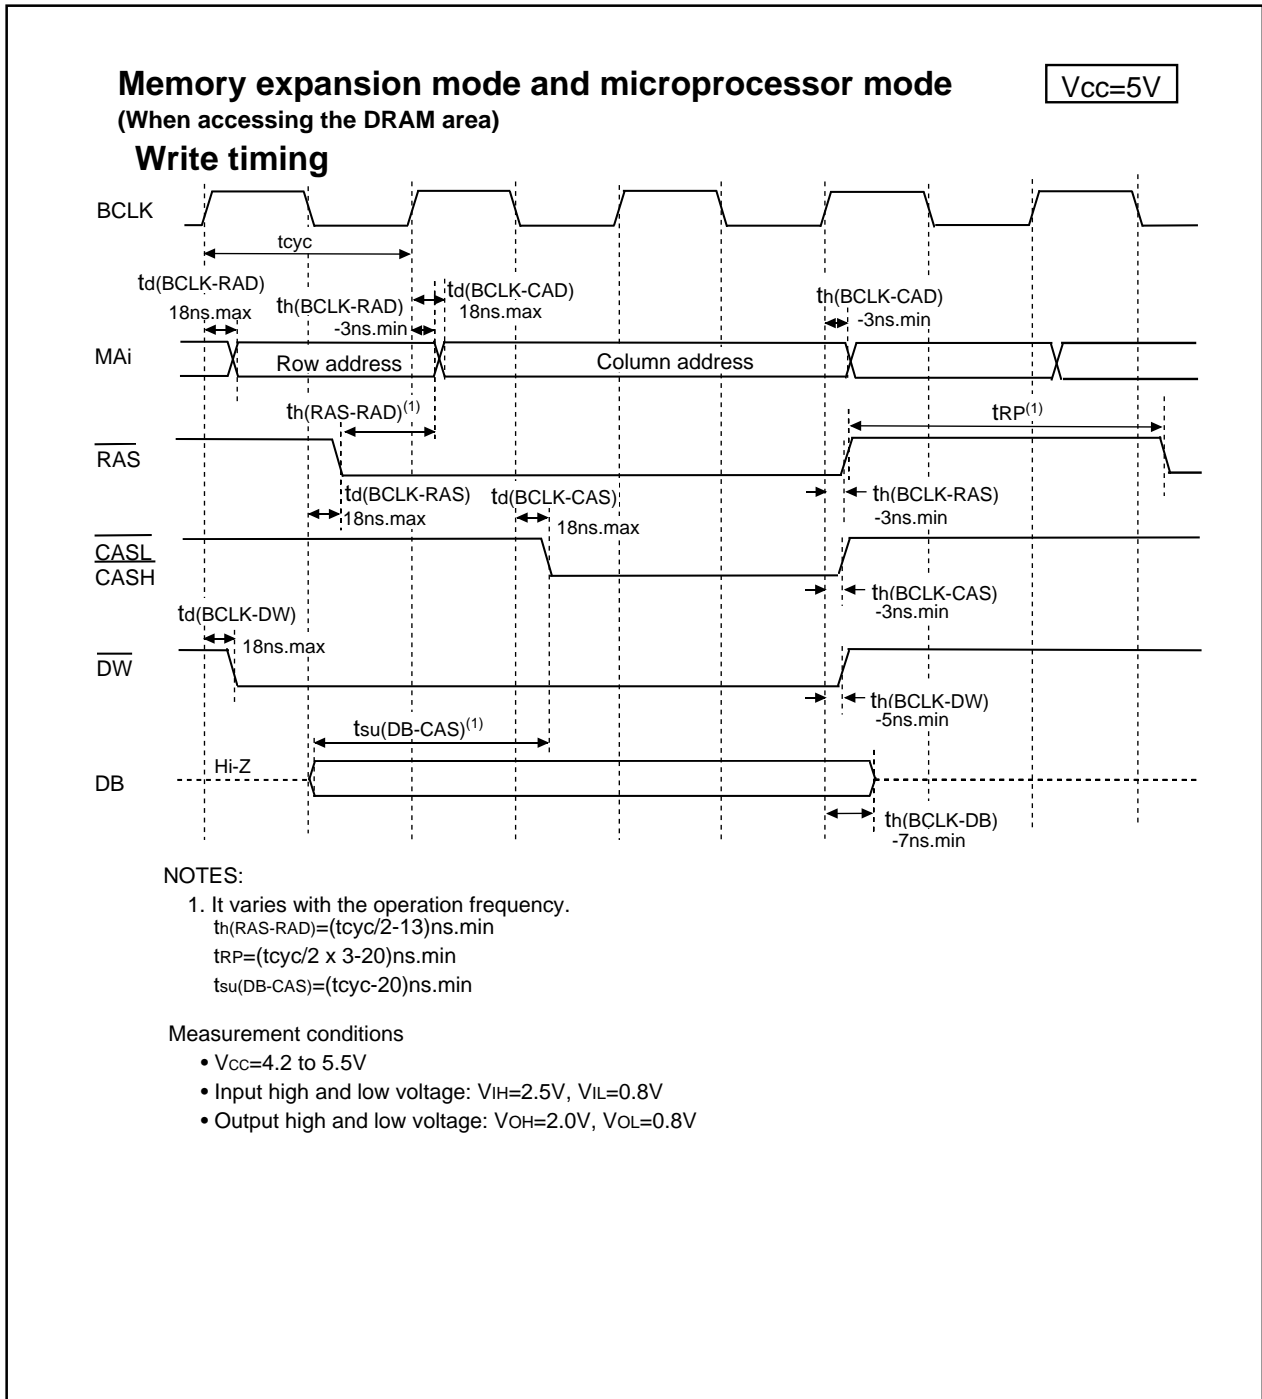 Memory expansion mode and microprocessor mode
Vcc=5V
(When accessing the DRAM area)
Write timing
BCLK
tcyc
td(BCLK-RAD)
18ns.max
th(BCLK-RAD)
-3ns.min
td(BCLK-CAD)
18ns.max
th(BCLK-CAD)
-3ns.min
MAi
Row address
Column address
th(RAS-RAD)(1)
tRP(1)
RAS
td(BCLK-RAS)
18ns.max
td(BCLK-CAS)
18ns.max
th(BCLK-RAS)
-3ns.min
CASL
CASH
th(BCLK-CAS)
-3ns.min
td(BCLK-DW)
18ns.max
DW
th(BCLK-DW)
-5ns.min
tsu(DB-CAS)(1)
Hi-Z
DB
th(BCLK-DB)
-7ns.min
NOTES:
1. It varies with the operation frequency.
th(RAS-RAD)=(tcyc/2-13)ns.min
tRP=(tcyc/2 x 3-20)ns.min
tsu(DB-CAS)=(tcyc-20)ns.min
Measurement conditions
• VCC=4.2 to 5.5V
• Input high and low voltage: VIH=2.5V, VIL=0.8V
• Output high and low voltage: VOH=2.0V, VOL=0.8V